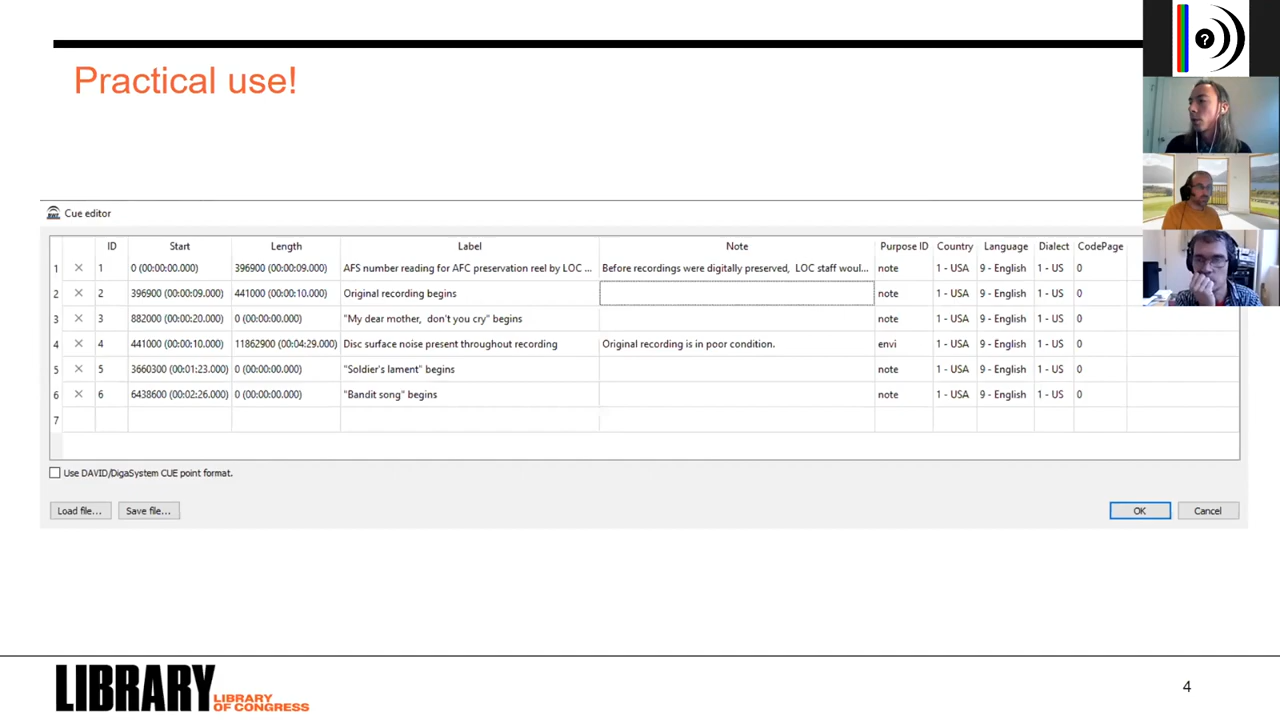 ?
Practical use!
Cue editor
ID Start Length Label Note Purpose ID Country Language Dialect CodePage
1 1 0 (00:00:00.000) 396900 (00:00:09.000) AFS number reading for AFC preservation reel by LOC ... Before recordings were digitally preserved, LOC staff woul... note 1 - USA 9 - English 1 - US 0
2 2 396900 (00:00:09.000) 441000 (00:00:10.000) Original recording begins note 1 - USA 9 - English 1 - US 0
3 3 882000 (00:00:20.000) 0 (00:00:00.000) "My dear mother, don't you cry" begins note 1 - USA 9 - English 1 - US 0
4 4 441000 (00:00:10.000) 11862900 (00:04:29.000) Disc surface noise present throughout recording Original recording is in poor condition. envi 1 - USA 9 - English 1 - US 0
5 5 3660300 (00:01:23.000) 0 (00:00:00.000) "Soldier's lament" begins note 1 - USA 9 - English 1 - US 0
6 6 6438600 (00:02:26.000) 0 (00:00:00.000) "Bandit song" begins note 1 - USA 9 - English 1 - US 0
7
Use DAVID/DigaSystem CUE point format.
Load file... Save file... OK Cancel
LIBRARY
LIBRARY
OF CONGRESS
4